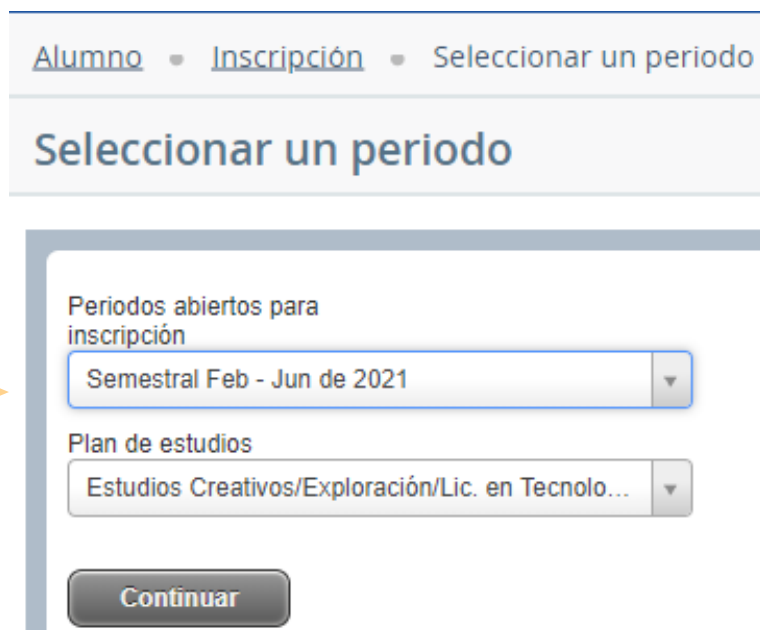 Alumno Inscripción Seleccionar un periodo
Seleccionar un periodo
Periodos abiertos para
inscripción
Semestral Feb - Jun de 2021
Plan de estudios
Estudios Creativos/Exploración/Lic. en Tecnolo...
Continuar